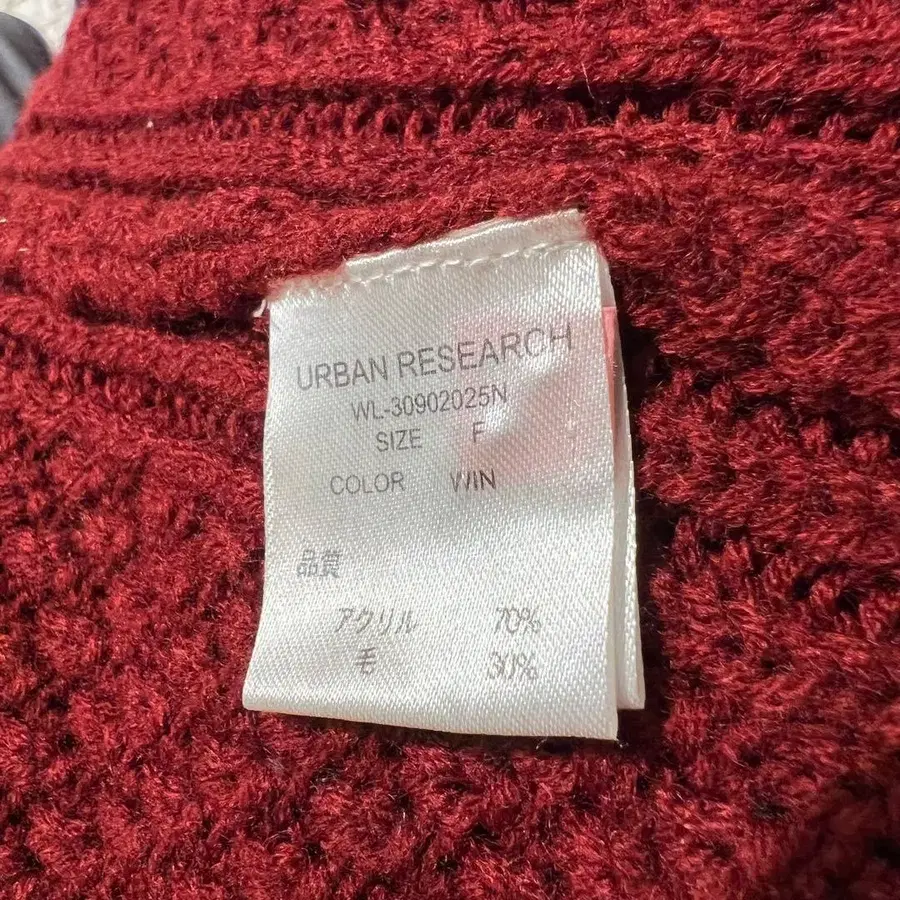 URBAN RESEARCH
WL-30902025N
SIZE F
COLOR WIN
品質
アクリル 70%
毛 30%